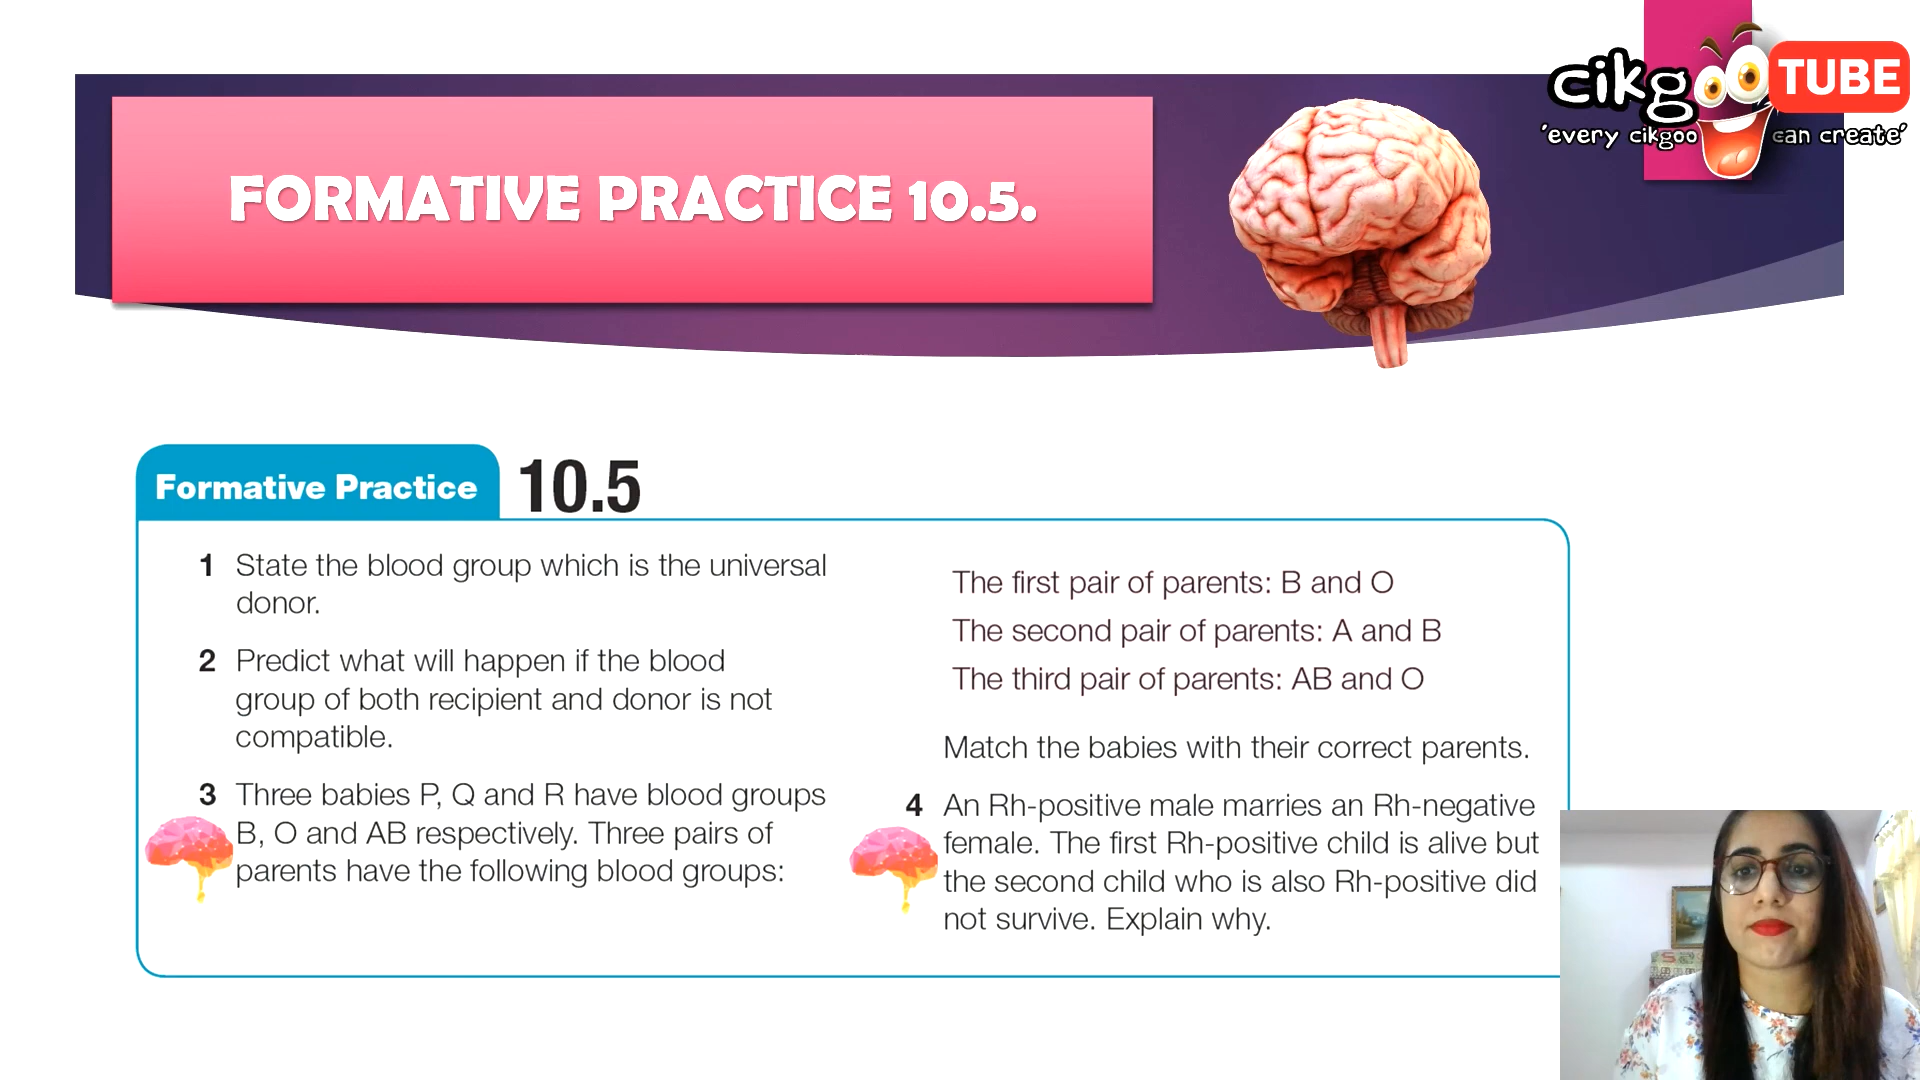 cikgoo TUBE
'every cikgoo can create'
FORMATIVE PRACTICE 10.5.
Formative Practice 10.5
1 State the blood group which is the universal
donor.
2 Predict what will happen if the blood
group of both recipient and donor is not
compatible.
3 Three babies P, Q and R have blood groups
B, O and AB respectively. Three pairs of
parents have the following blood groups:
The first pair of parents: B and O
The second pair of parents: A and B
The third pair of parents: AB and O
Match the babies with their correct parents.
4 An Rh-positive male marries an Rh-negative
female. The first Rh-positive child is alive but
the second child who is also Rh-positive did
not survive. Explain why.